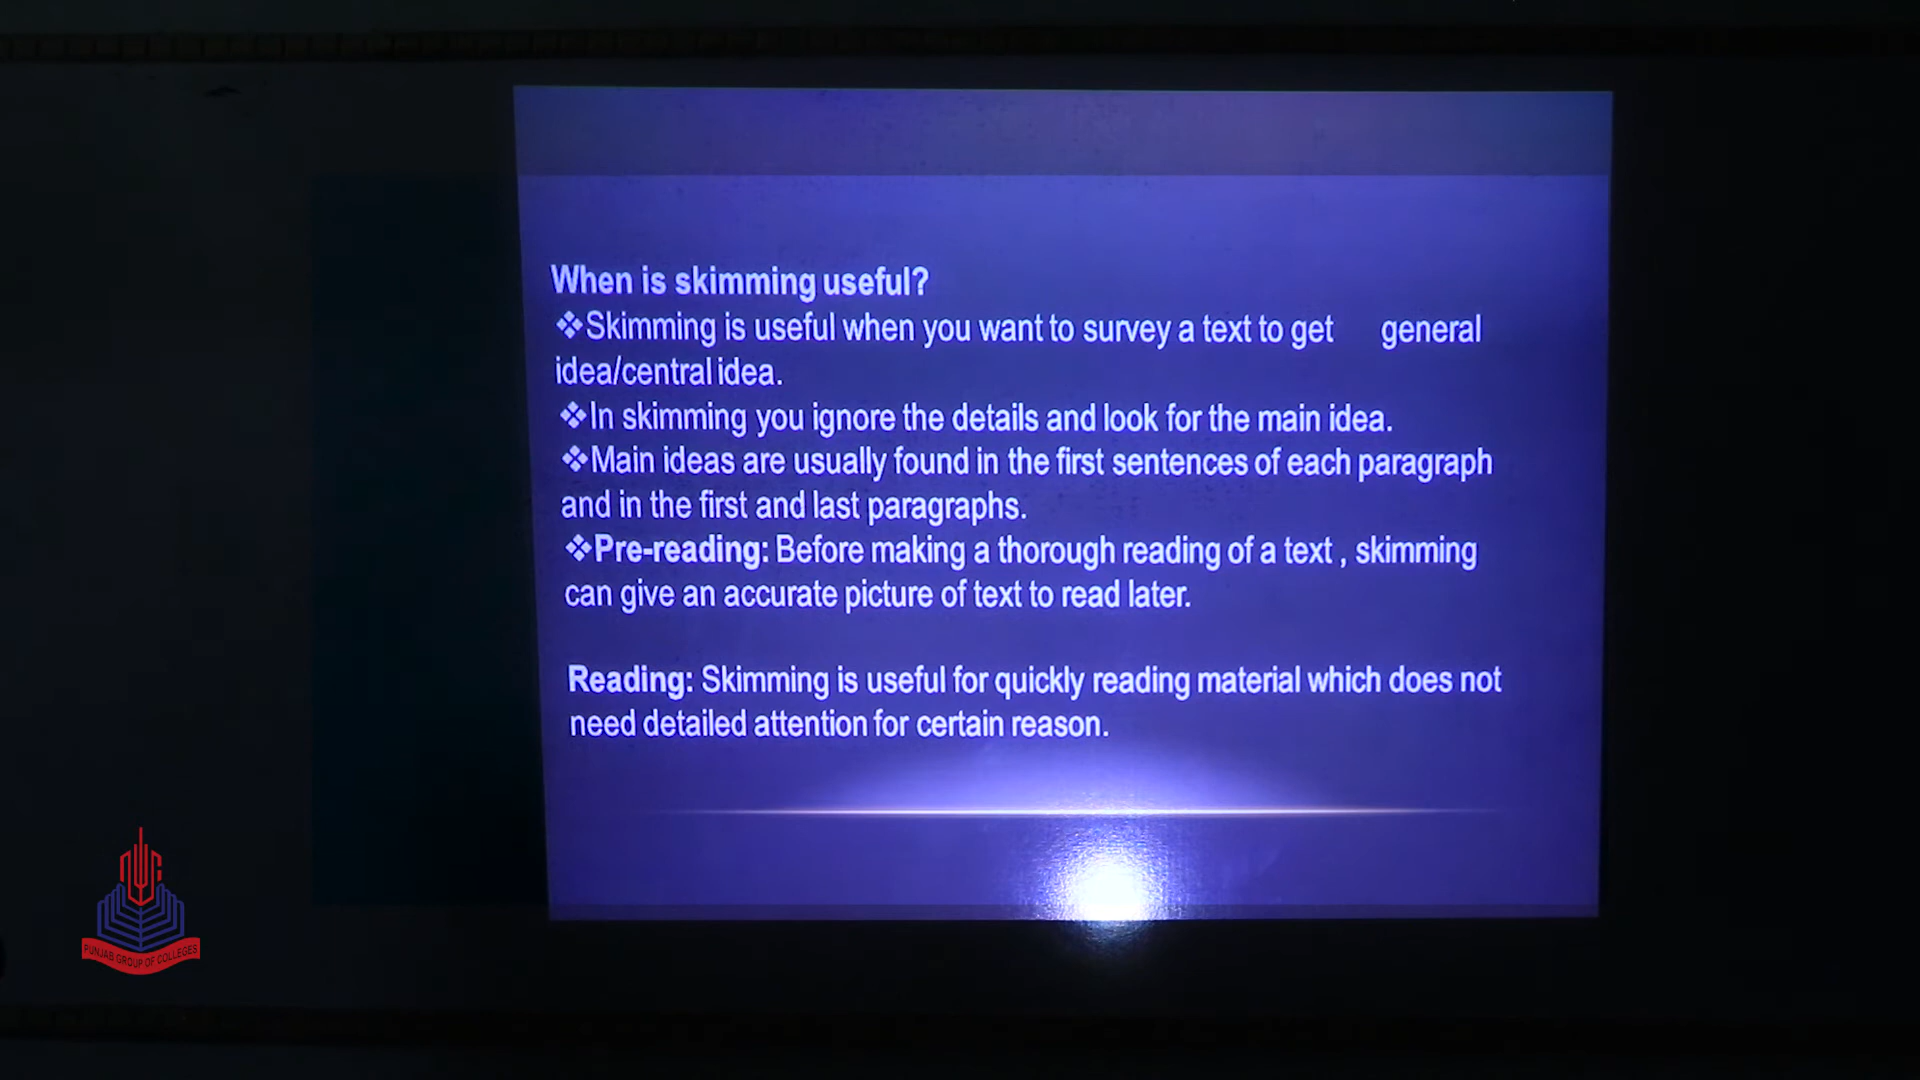 When is skimming useful?
❖Skimming is useful when you want to survey a text to get general
idea/central idea.
❖In skimming you ignore the details and look for the main idea.
❖Main ideas are usually found in the first sentences of each paragraph
and in the first and last paragraphs.
❖Pre-reading: Before making a thorough reading of a text , skimming
can give an accurate picture of text to read later.
Reading: Skimming is useful for quickly reading material which does not
need detailed attention for certain reason.
PUNJAB GROUP OF COLLEGES